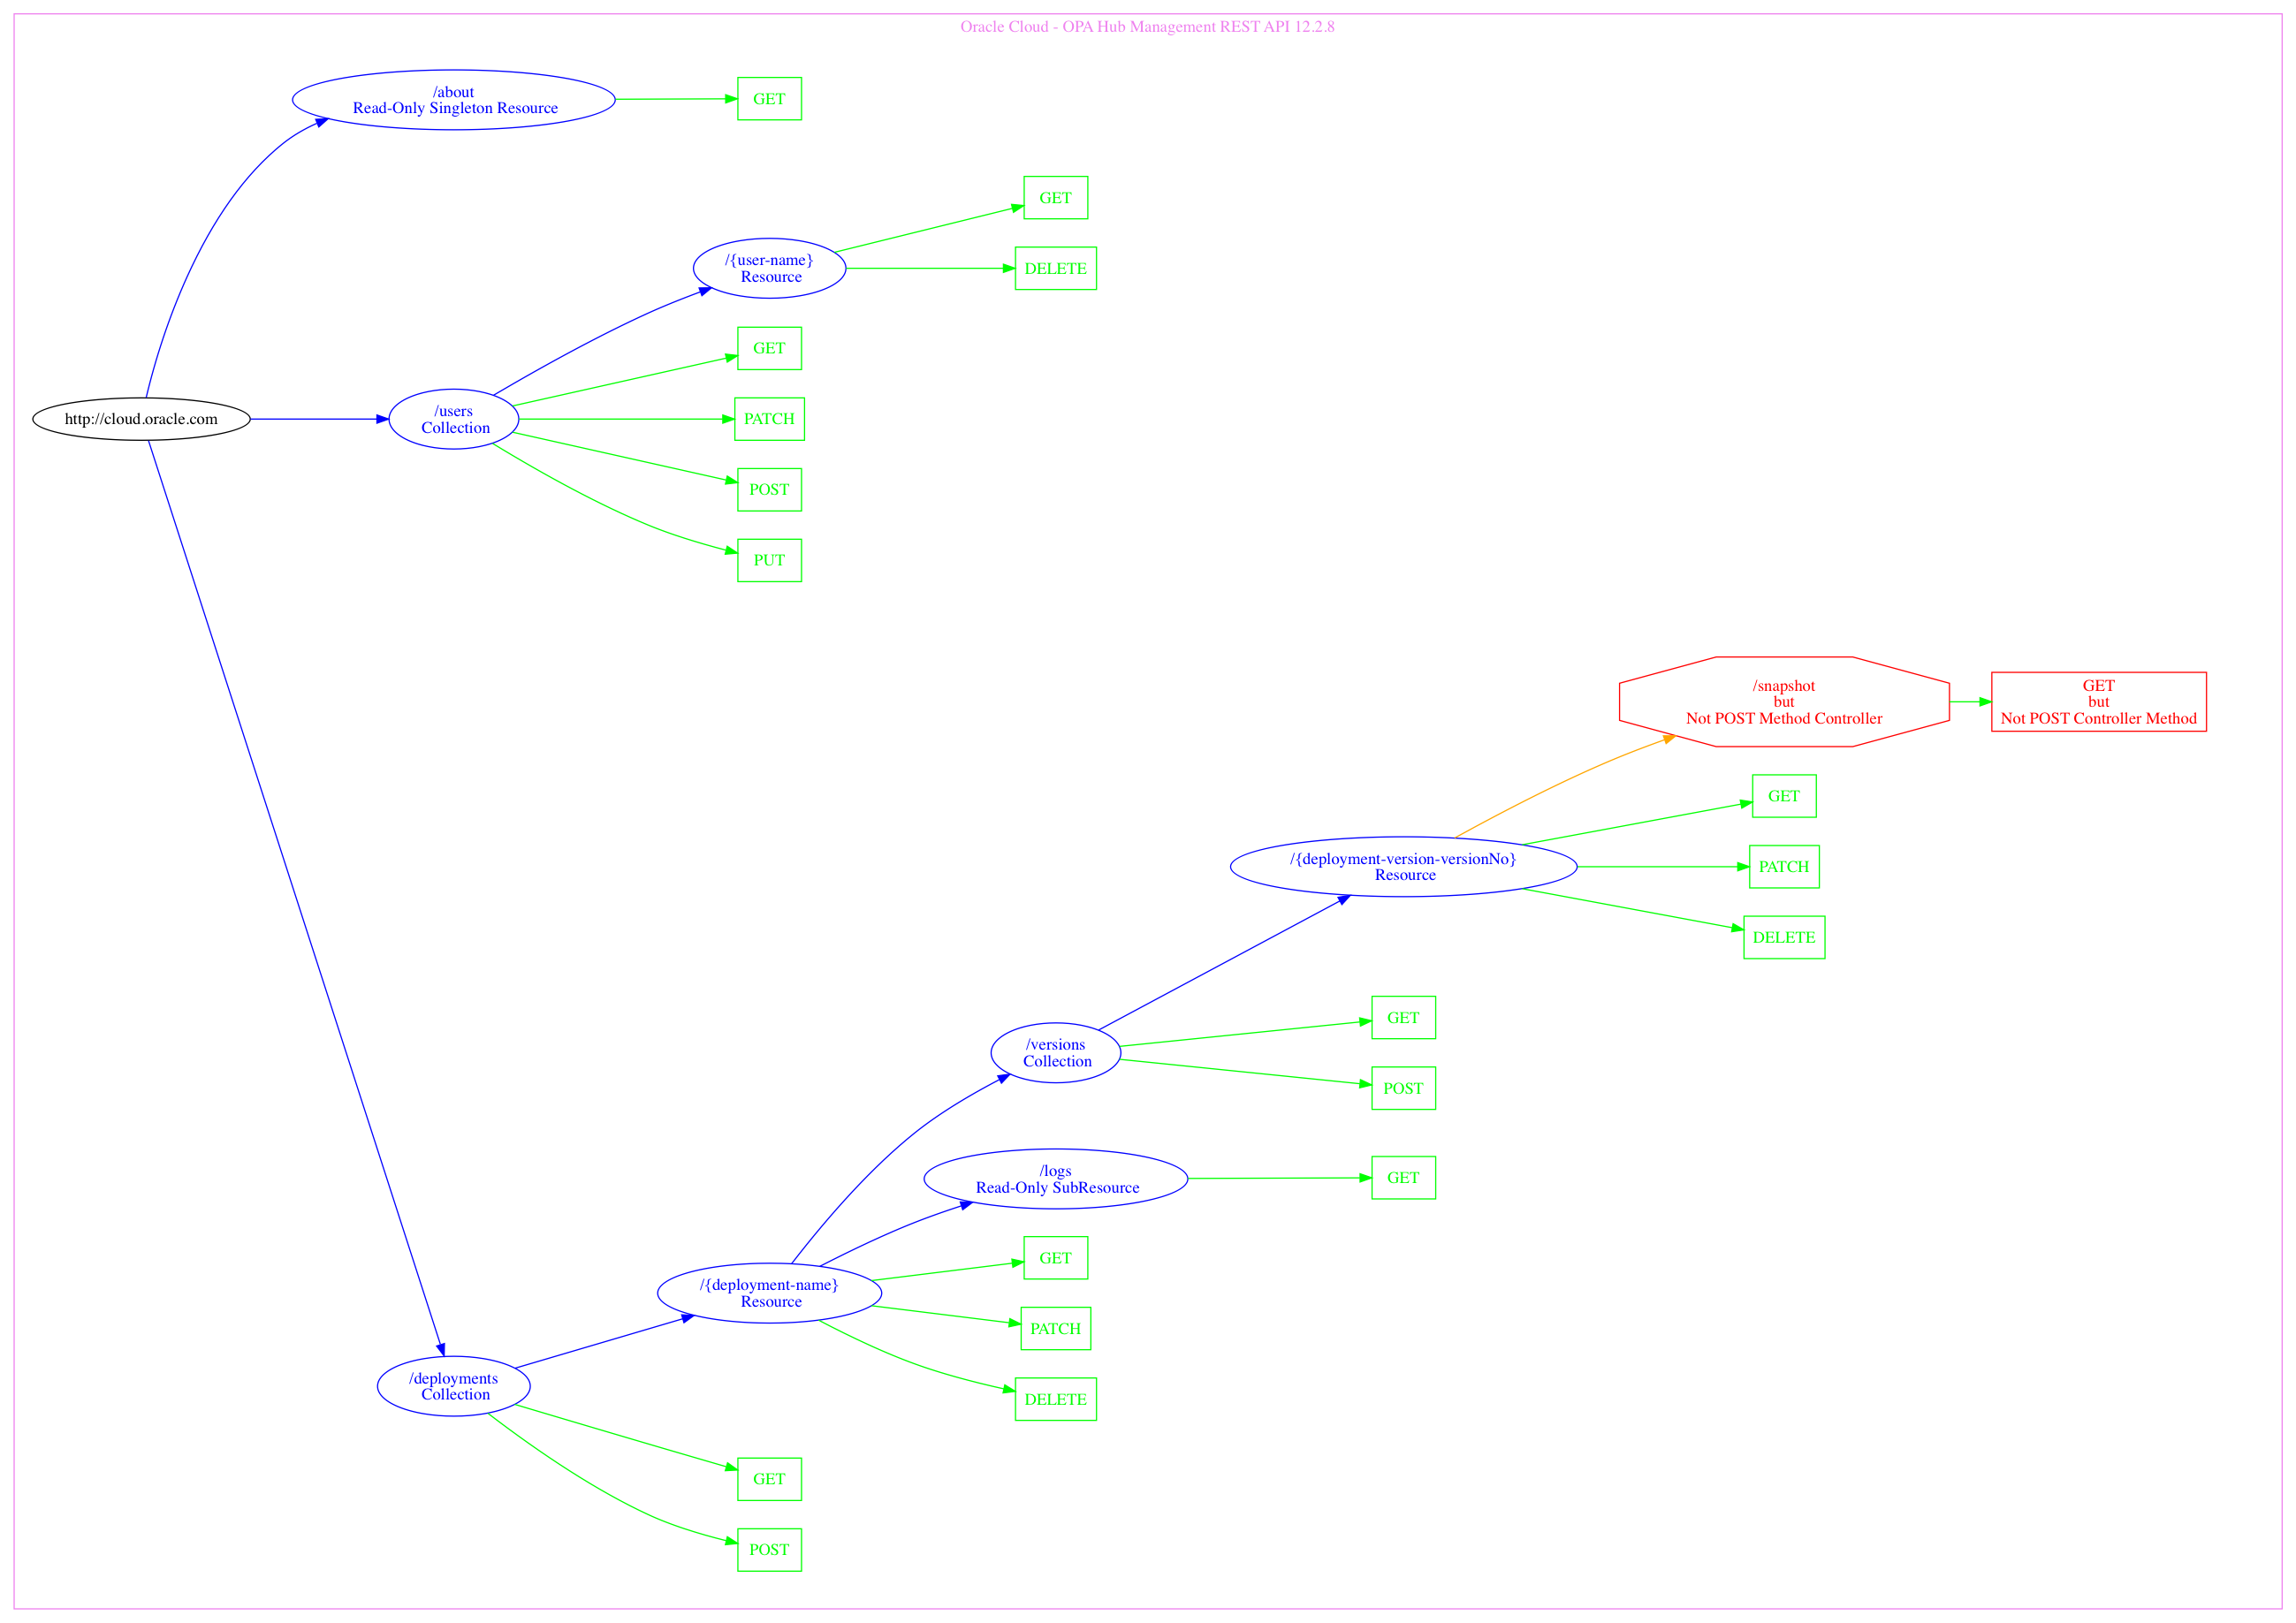 Oracle Cloud - OPA Hub Management REST API 12.2.8
/about
Read-Only Singleton Resource
GET
GET
/{user-name}
Resource
DELETE
GET
http://cloud.oracle.com
/users
Collection
PATCH
POST
PUT
/snapshot
but
Not POST Method Controller
GET
but
Not POST Controller Method
GET
/{deployment-version-versionNo}
Resource
PATCH
DELETE
GET
/versions
Collection
POST
/logs
Read-Only SubResource
GET
GET
/{deployment-name}
Resource
PATCH
/deployments
Collection
DELETE
GET
POST